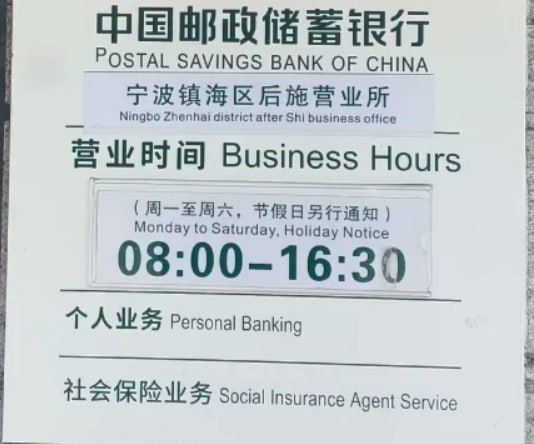 中国邮政储蓄银行
POSTAL SAVINGS BANK OF CHINA
宁波镇海区后施营业所
Ningbo Zhenhai district after Shi business office
营业时间 Business Hours
（周一至周六，节假日另行通知）
Monday to Saturday, Holiday Notice
08:00-16:30
个人业务 Personal Banking
社会保险业务 Social Insurance Agent Service